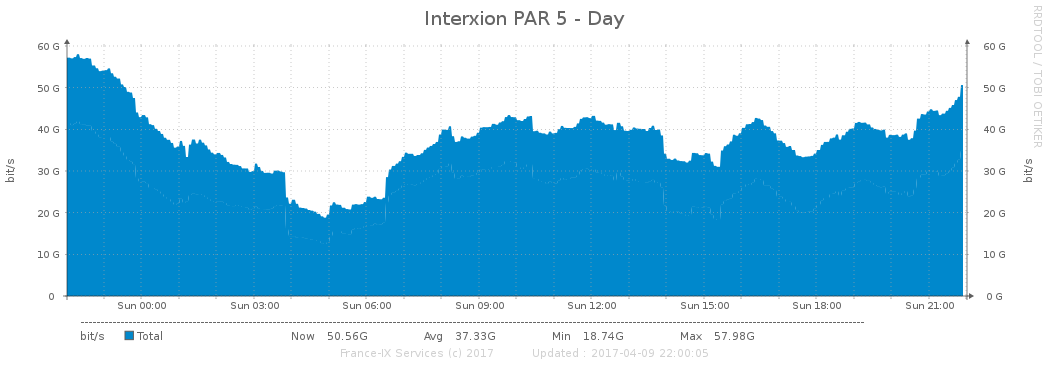 Interxion PAR 5 - Day
RRDTOOL / TOBI OETIKER
60 G 60 G
50 G 50 G
40 G 40 G
30 G 30 G
20 G 20 G
10 G 10 G
0 0 G
bit/s
bit/s
Sun 00:00 Sun 03:00 Sun 06:00 Sun 09:00 Sun 12:00 Sun 15:00 Sun 18:00 Sun 21:00
bit/s Total Now 50.56G Avg 37.33G Min 18.74G Max 57.98G
France-IX Services (c) 2017 Updated : 2017-04-09 22:00:05